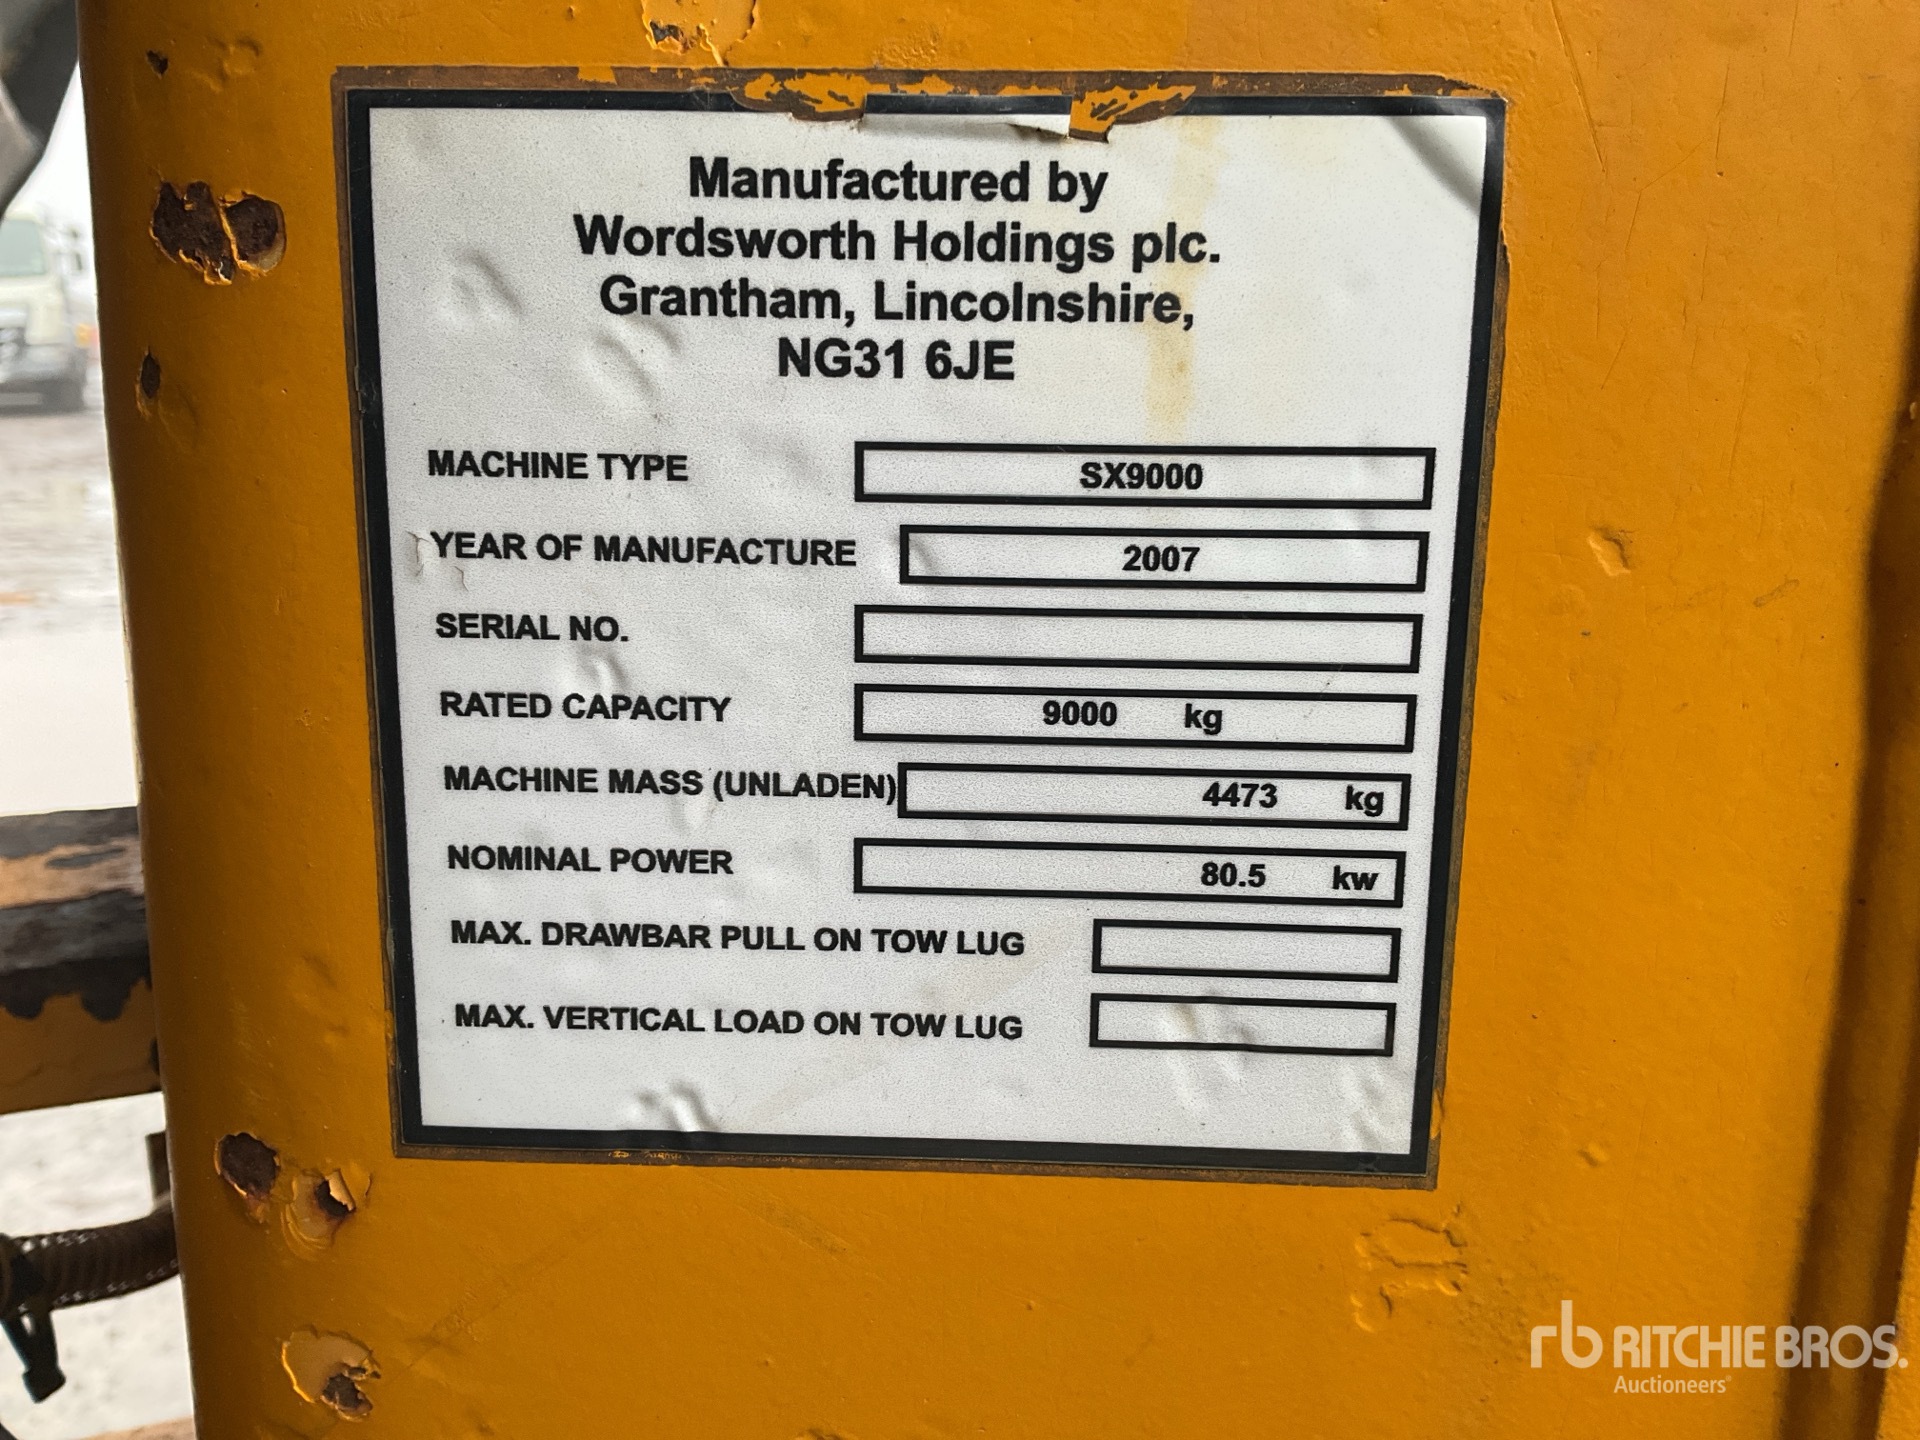 Manufactured by
Wordsworth Holdings plc.
Grantham, Lincolnshire,
NG31 6JE
MACHINE TYPE SX9000
YEAR OF MANUFACTURE 2007
SERIAL NO.
RATED CAPACITY 9000 kg
MACHINE MASS (UNLADEN) 4473 kg
NOMINAL POWER 80.5 kw
MAX. DRAWBAR PULL ON TOW LUG
MAX. VERTICAL LOAD ON TOW LUG
rb RITCHIE BROS.
Auctioneers®